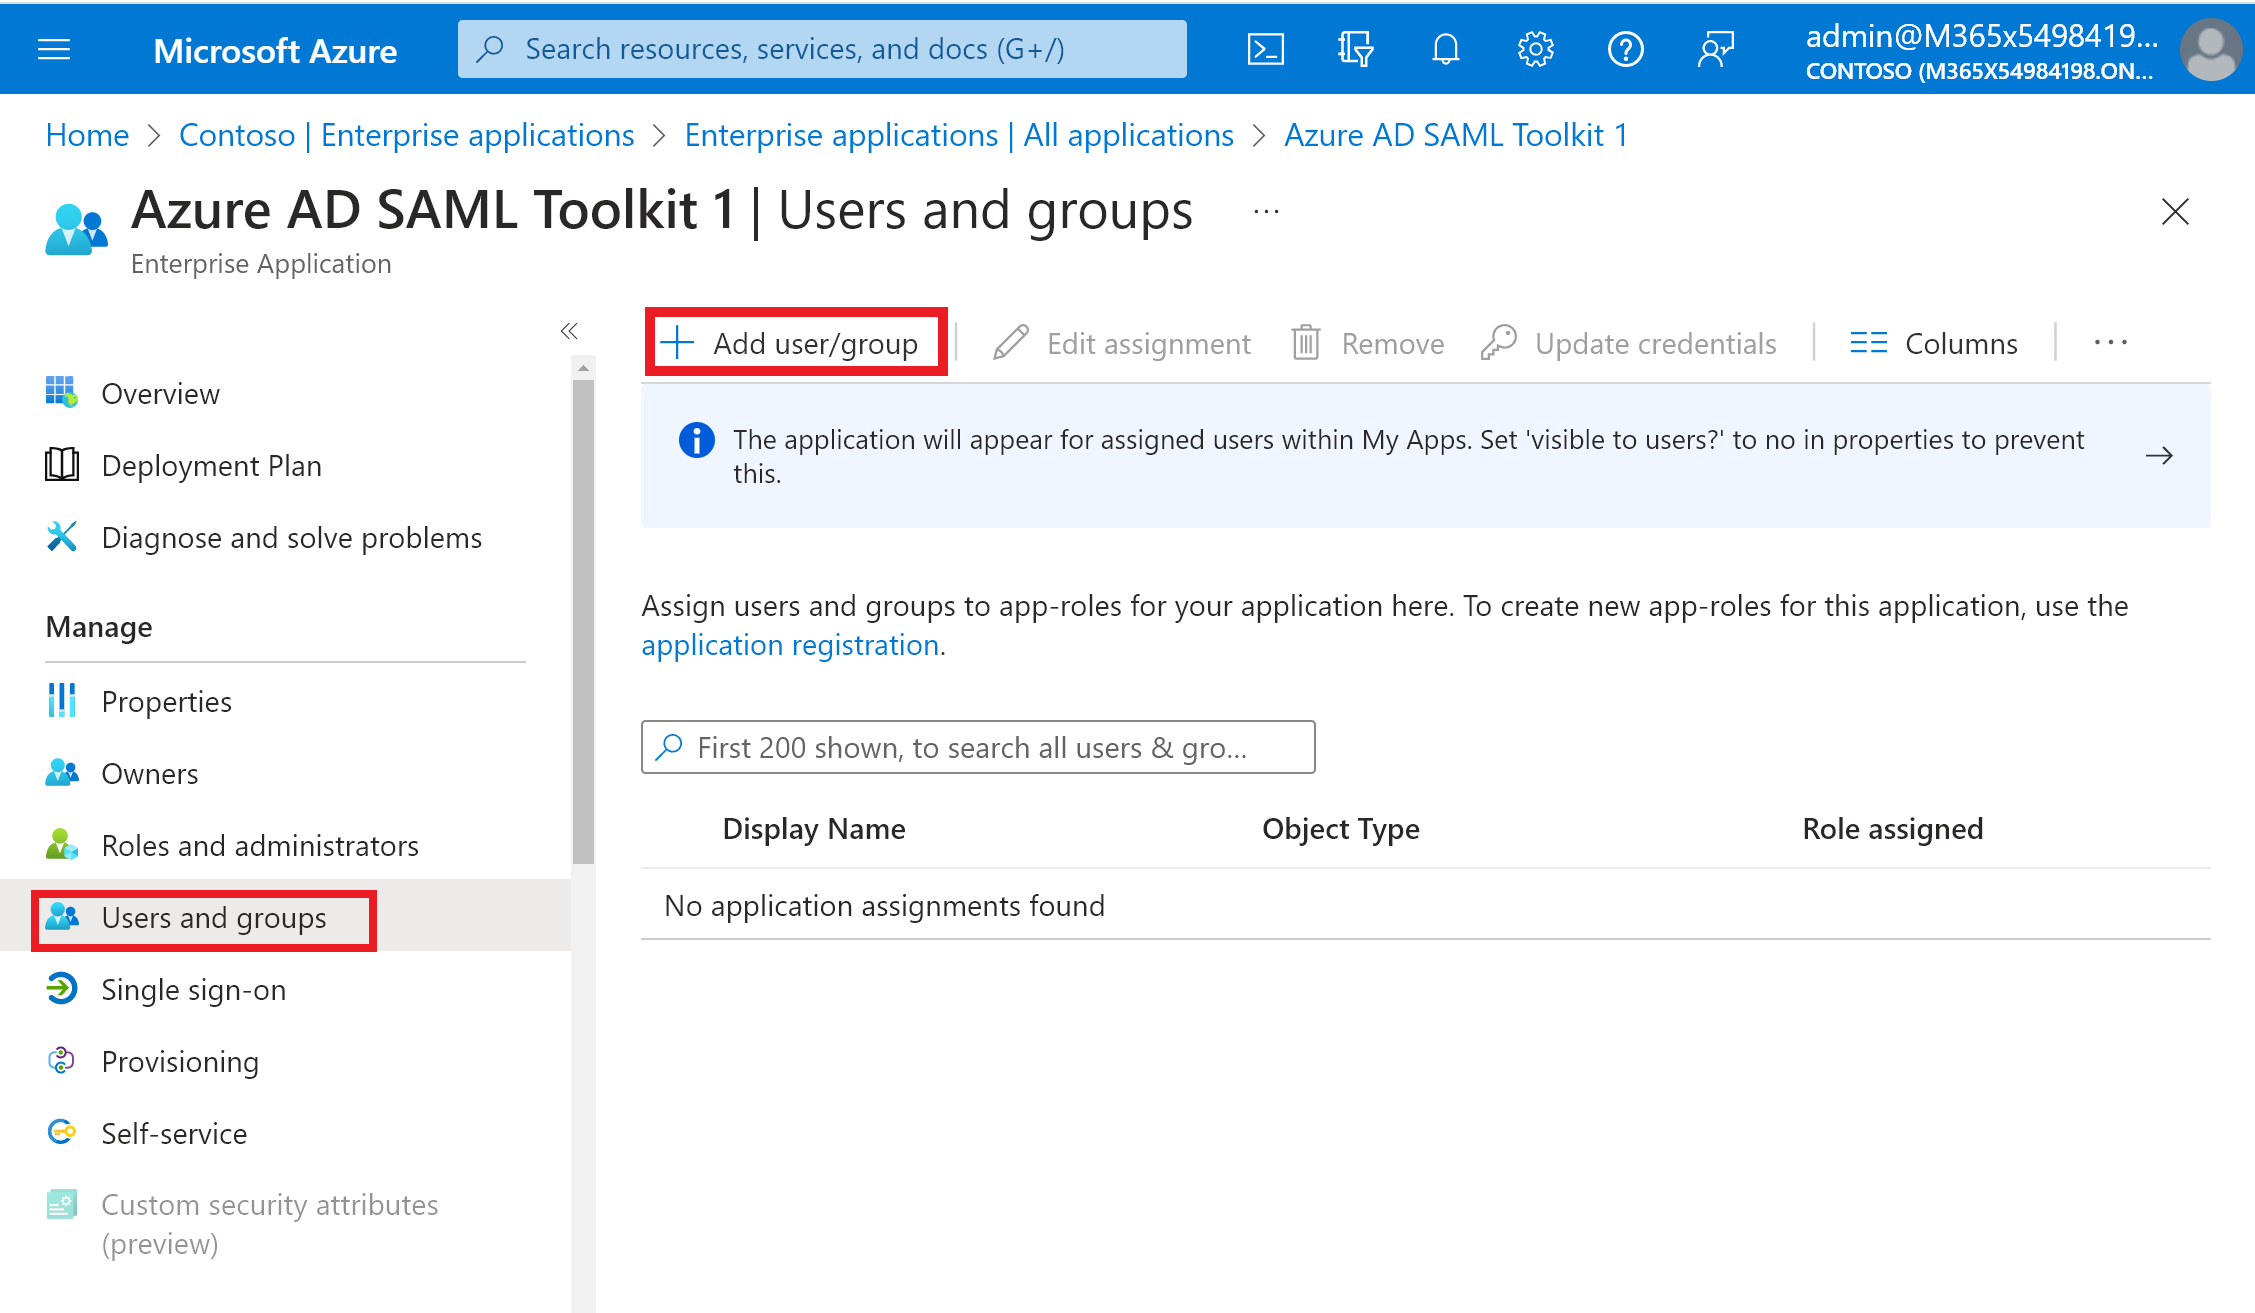 Microsoft Azure
Search resources, services, and docs (G+/)
admin@M365x5498419...
CONTOSO (M365X54984198.ON...
Home > Contoso | Enterprise applications > Enterprise applications | All applications > Azure AD SAML Toolkit 1
Azure AD SAML Toolkit 1 | Users and groups ...
Enterprise Application
Overview
Deployment Plan
Diagnose and solve problems
Manage
Properties
Owners
Roles and administrators
Users and groups
Single sign-on
Provisioning
Self-service
Custom security attributes
(preview)
Add user/group
Edit assignment
Remove
Update credentials
Columns
The application will appear for assigned users within My Apps. Set 'visible to users?' to no in properties to prevent
this.
Assign users and groups to app-roles for your application here. To create new app-roles for this application, use the
application registration.
First 200 shown, to search all users & gro...
Display Name Object Type Role assigned
No application assignments found